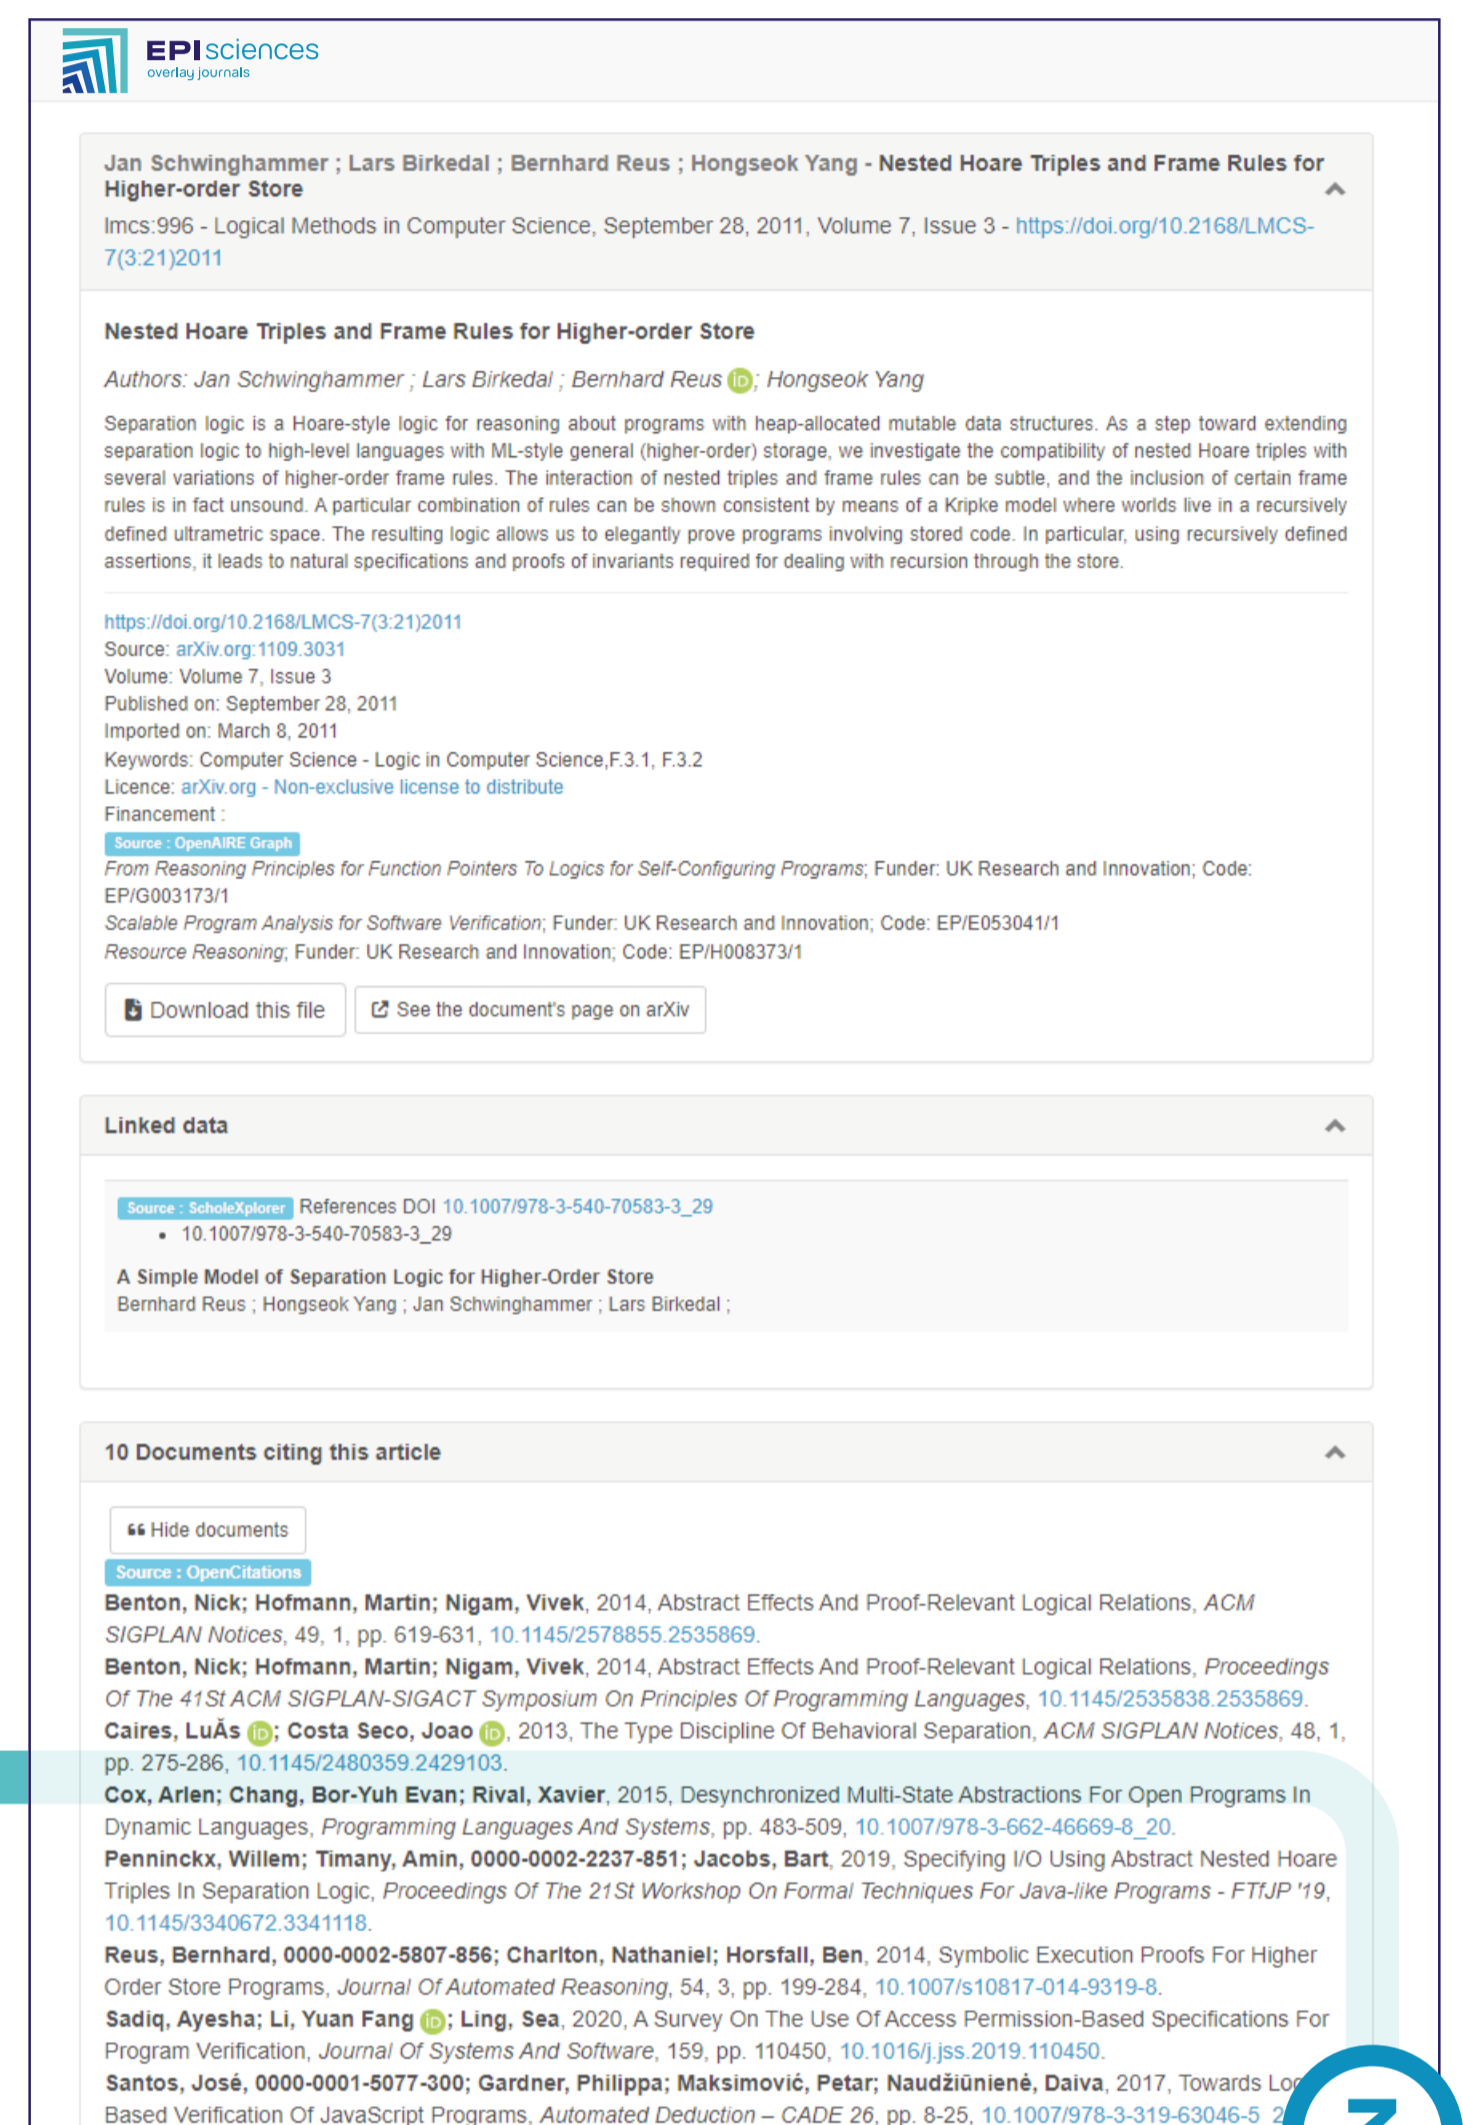 EPIsciences
overlay journals
Jan Schwinghammer ; Lars Birkedal ; Bernhard Reus ; Hongseok Yang - Nested Hoare Triples and Frame Rules for
Higher-order Store
lmcs:996 - Logical Methods in Computer Science, September 28, 2011, Volume 7, Issue 3 - https://doi.org/10.2168/LMCS-
7(3:21)2011
Nested Hoare Triples and Frame Rules for Higher-order Store
Authors: Jan Schwinghammer ; Lars Birkedal ; Bernhard Reus iD; Hongseok Yang
Separation logic is a Hoare-style logic for reasoning about programs with heap-allocated mutable data structures. As a step toward extending
separation logic to high-level languages with ML-style general (higher-order) storage, we investigate the compatibility of nested Hoare triples with
several variations of higher-order frame rules. The interaction of nested triples and frame rules can be subtle, and the inclusion of certain frame
rules is in fact unsound. A particular combination of rules can be shown consistent by means of a Kripke model where worlds live in a recursively
defined ultrametric space. The resulting logic allows us to elegantly prove programs involving stored code. In particular, using recursively defined
assertions, it leads to natural specifications and proofs of invariants required for dealing with recursion through the store.
https://doi.org/10.2168/LMCS-7(3:21)2011
Source: arXiv.org:1109.3031
Volume: Volume 7, Issue 3
Published on: September 28, 2011
Imported on: March 8, 2011
Keywords: Computer Science - Logic in Computer Science,F.3.1, F.3.2
Licence: arXiv.org - Non-exclusive license to distribute
Financement :
Source : OpenAIRE Graph
From Reasoning Principles for Function Pointers To Logics for Self-Configuring Programs; Funder: UK Research and Innovation; Code:
EP/G003173/1
Scalable Program Analysis for Software Verification; Funder: UK Research and Innovation; Code: EP/E053041/1
Resource Reasoning; Funder: UK Research and Innovation; Code: EP/H008373/1
Download this file See the document's page on arXiv
Linked data
Source : ScholeXplorer References DOI 10.1007/978-3-540-70583-3_29
• 10.1007/978-3-540-70583-3_29
A Simple Model of Separation Logic for Higher-Order Store
Bernhard Reus ; Hongseok Yang ; Jan Schwinghammer ; Lars Birkedal ;
10 Documents citing this article
Hide documents
Source : OpenCitations
Benton, Nick; Hofmann, Martin; Nigam, Vivek, 2014, Abstract Effects And Proof-Relevant Logical Relations, ACM
SIGPLAN Notices, 49, 1, pp. 619-631, 10.1145/2578855.2535869.
Benton, Nick; Hofmann, Martin; Nigam, Vivek, 2014, Abstract Effects And Proof-Relevant Logical Relations, Proceedings
Of The 41St ACM SIGPLAN-SIGACT Symposium On Principles Of Programming Languages, 10.1145/2535838.2535869.
Caires, LuÃs iD; Costa Seco, Joao iD, 2013, The Type Discipline Of Behavioral Separation, ACM SIGPLAN Notices, 48, 1,
pp. 275-286, 10.1145/2480359.2429103.
Cox, Arlen; Chang, Bor-Yuh Evan; Rival, Xavier, 2015, Desynchronized Multi-State Abstractions For Open Programs In
Dynamic Languages, Programming Languages And Systems, pp. 483-509, 10.1007/978-3-662-46669-8_20.
Penninckx, Willem; Timany, Amin, 0000-0002-2237-851; Jacobs, Bart, 2019, Specifying I/O Using Abstract Nested Hoare
Triples In Separation Logic, Proceedings Of The 21St Workshop On Formal Techniques For Java-like Programs - FTfJP '19,
10.1145/3340672.3341118.
Reus, Bernhard, 0000-0002-5807-856; Charlton, Nathaniel; Horsfall, Ben, 2014, Symbolic Execution Proofs For Higher
Order Store Programs, Journal Of Automated Reasoning, 54, 3, pp. 199-284, 10.1007/s10817-014-9319-8.
Sadiq, Ayesha; Li, Yuan Fang iD; Ling, Sea, 2020, A Survey On The Use Of Access Permission-Based Specifications For
Program Verification, Journal Of Systems And Software, 159, pp. 110450, 10.1016/j.jss.2019.110450.
Santos, José, 0000-0001-5077-300; Gardner, Philippa; Maksimović, Petar; Naudžiūnienė, Daiva, 2017, Towards
Based Verification Of JavaScript Programs, Automated Deduction – CADE 26, pp. 8-25, 10.1007/978-3-319-63046-5_2